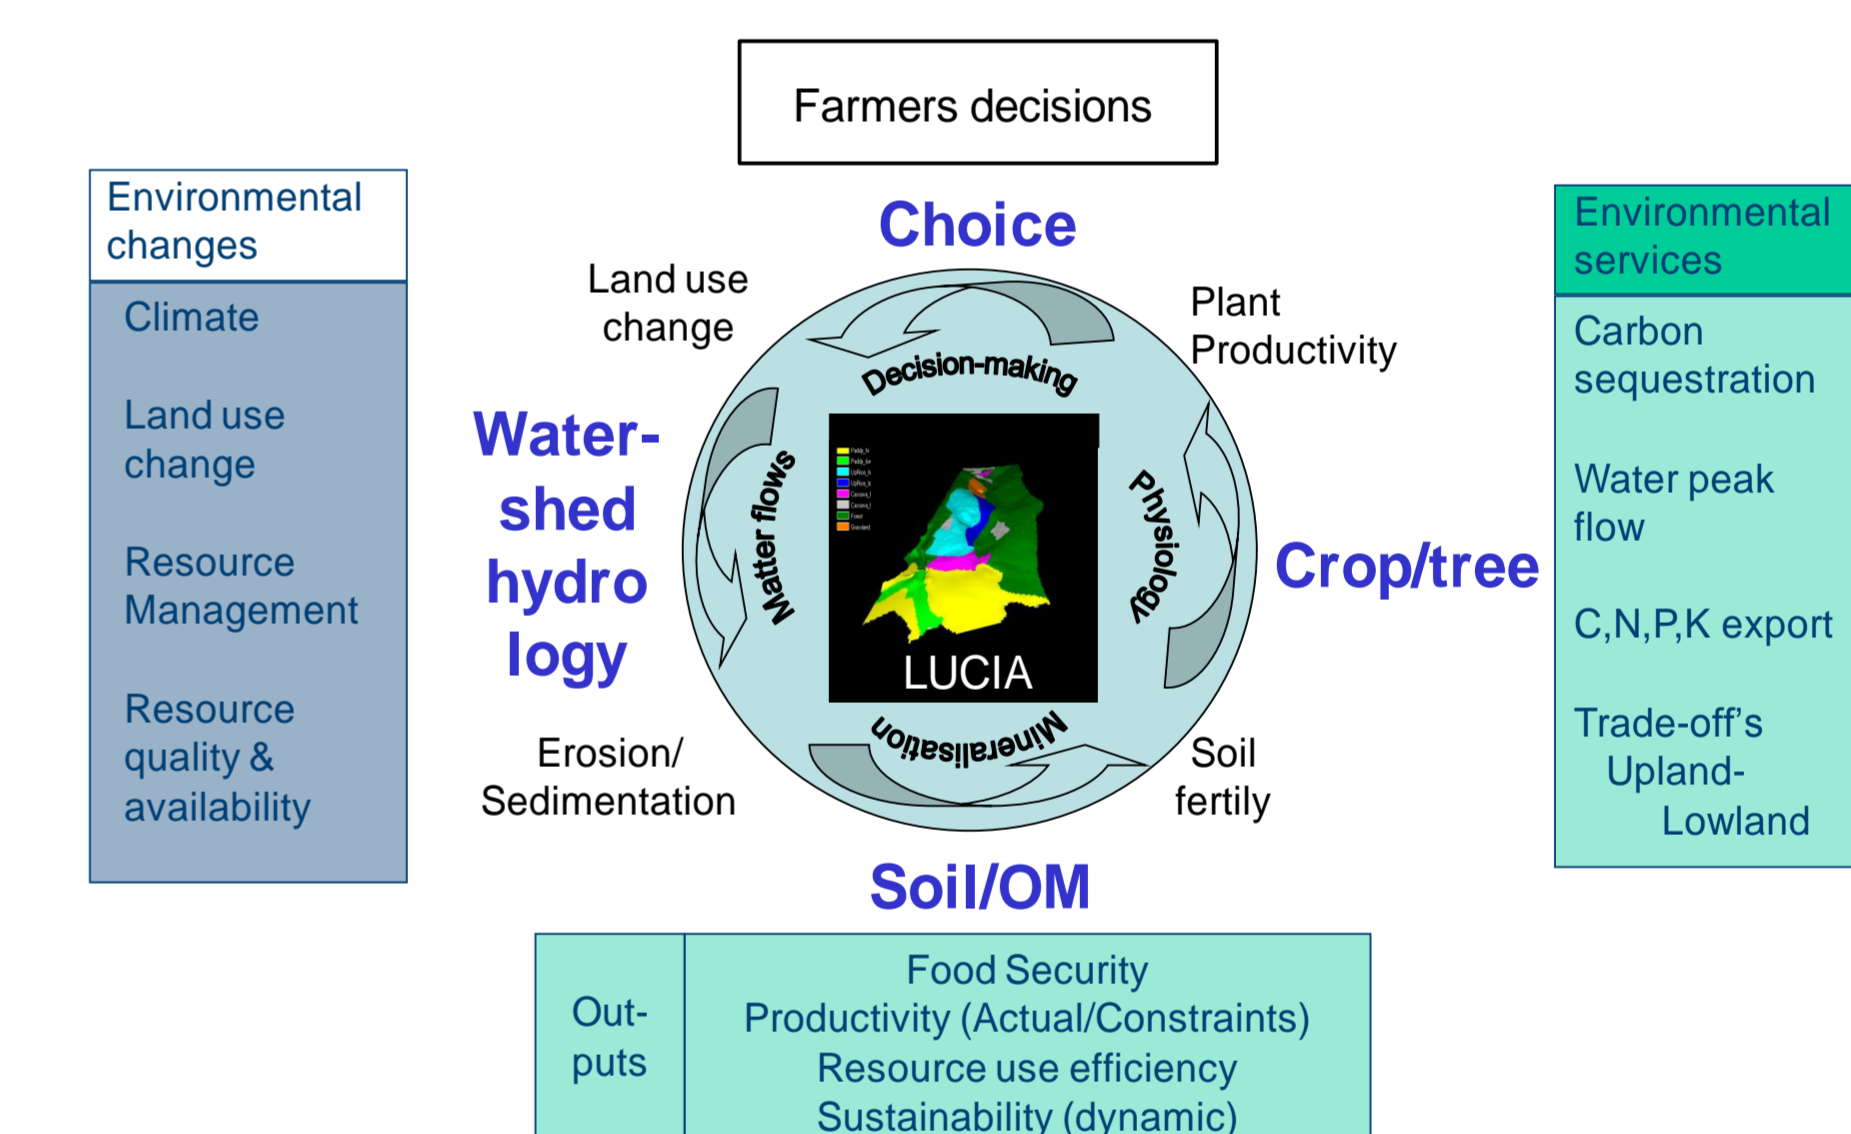 Farmers decisions
Environmental
changes
Climate
Land use
change
Resource
Management
Resource
quality &
availability
Choice
Land use
change
Plant
Productivity
Decision-making
Water-
shed
hydro
logy
Matter flows
Physiology
Crop/tree
LUCIA
Mineralisation
Erosion/
Sedimentation
Soil
fertily
Soil/OM
Environmental
services
Carbon
sequestration
Water peak
flow
C,N,P,K export
Trade-off’s
Upland-
Lowland
Out-
puts
Food Security
Productivity (Actual/Constraints)
Resource use efficiency
Sustainability (dynamic)